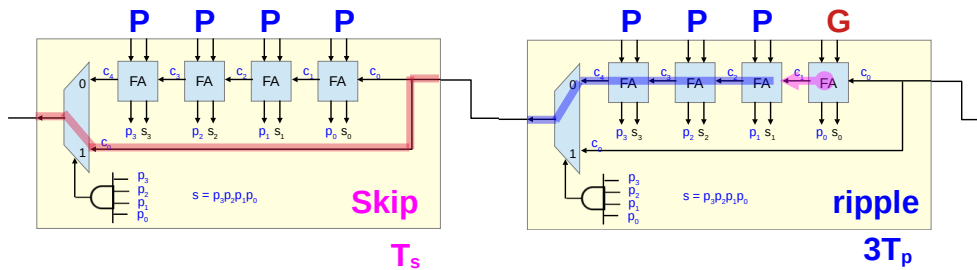 P P P P
c₄ FA c₃ FA c₂ FA c₁ FA c₀
0
p₃ s₃ p₂ s₂ p₁ s₁ p₀ s₀
1 c₀
p₃
p₂
p₁
p₀
s = p₃p₂p₁p₀
Skip
Tₛ
P P P G
c₄ FA c₃ FA c₂ FA c₁ FA c₀
0
p₃ s₃ p₂ s₂ p₁ s₁ p₀ s₀
1 c₀
p₃
p₂
p₁
p₀
s = p₃p₂p₁p₀
ripple
3Tₚ